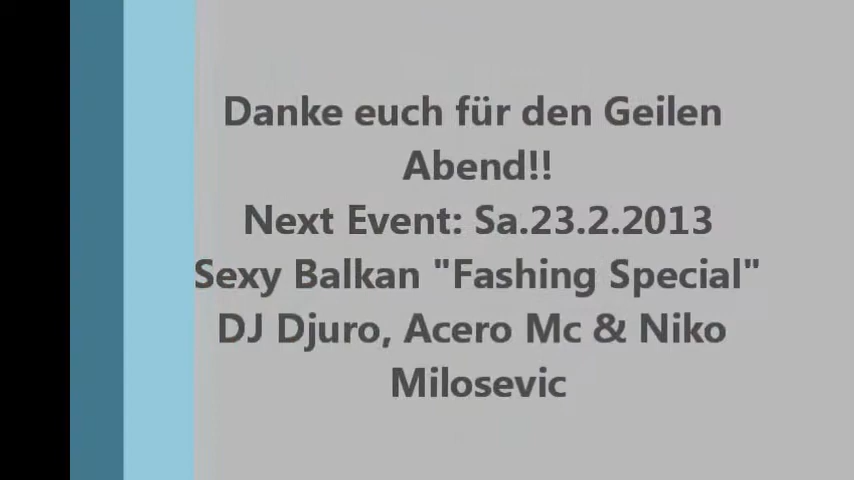 Danke euch für den Geilen
Abend!!
Next Event: Sa.23.2.2013
Sexy Balkan "Fashing Special"
DJ Djuro, Acero Mc & Niko
Milosevic